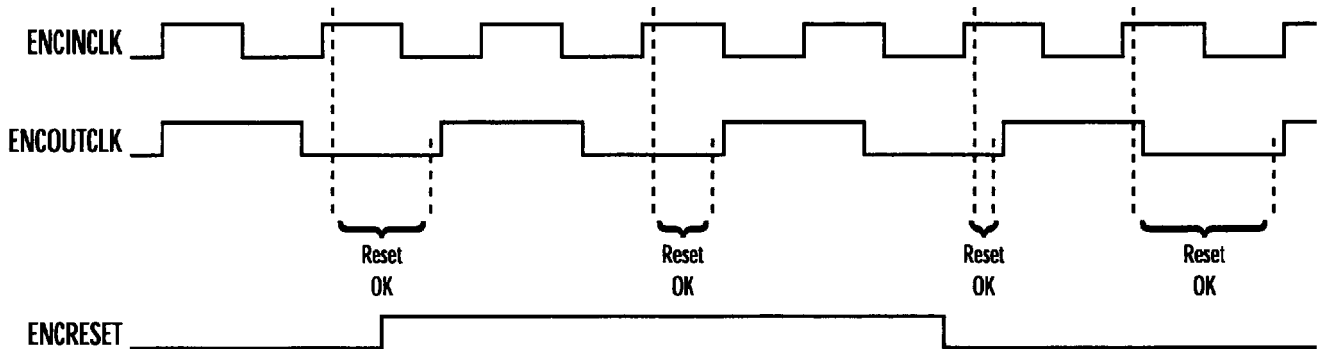 ENCINCLK
ENCOUTCLK
Reset
OK
Reset
OK
Reset
OK
Reset
OK
ENCRESET